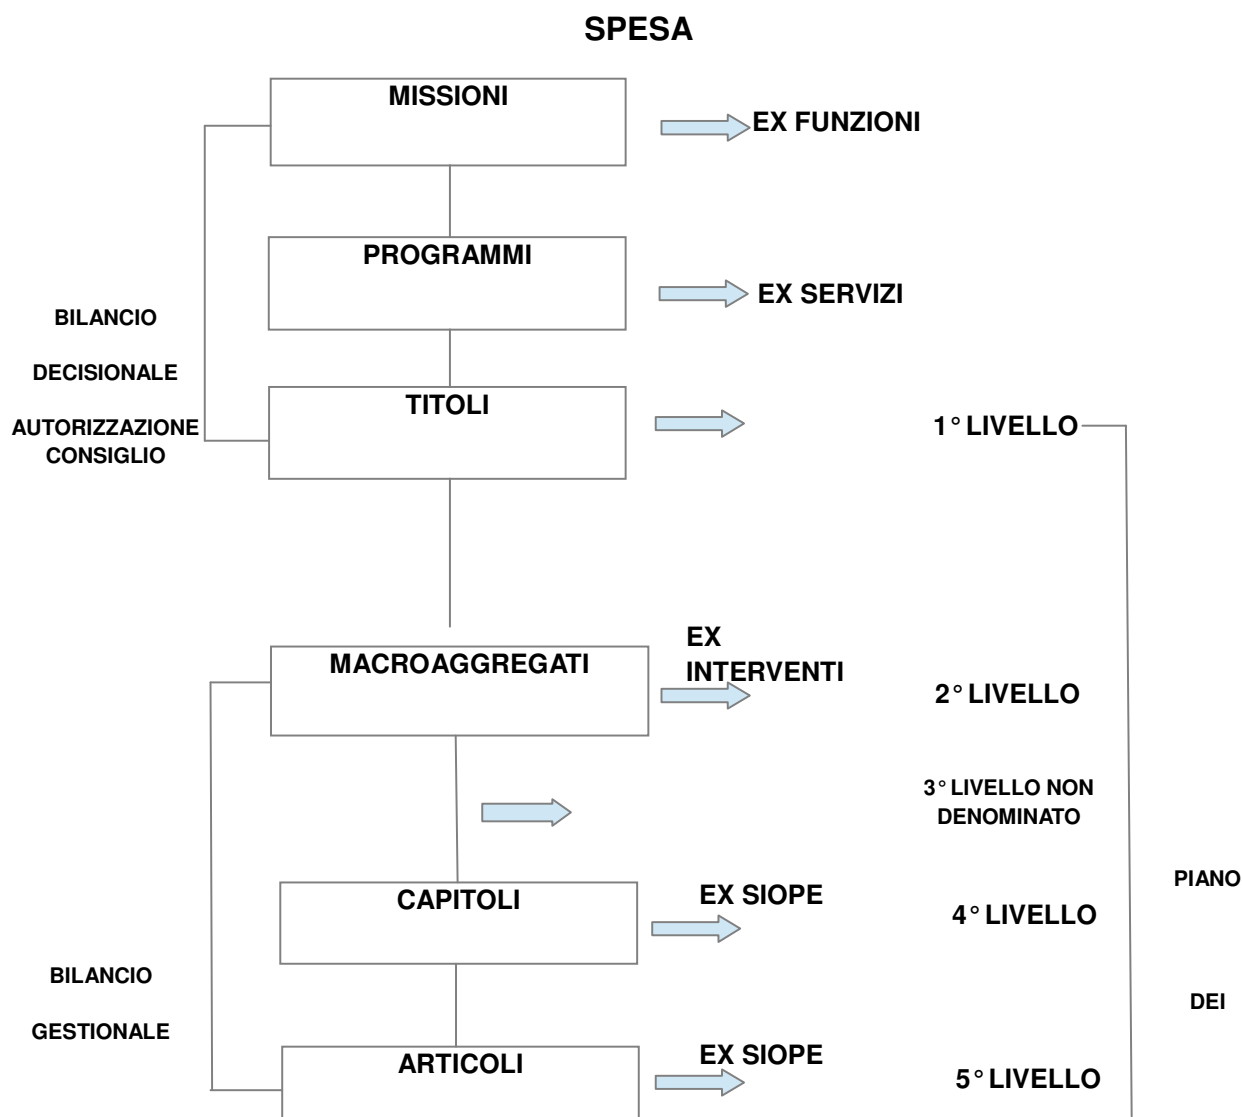 SPESA
MISSIONI
EX FUNZIONI
PROGRAMMI
EX SERVIZI
BILANCIO
DECISIONALE
AUTORIZZAZIONE
CONSIGLIO
TITOLI
1° LIVELLO
MACROAGGREGATI
EX
INTERVENTI
2° LIVELLO
3° LIVELLO NON
DENOMINATO
CAPITOLI
EX SIOPE
4° LIVELLO
PIANO
DEI
BILANCIO
GESTIONALE
ARTICOLI
EX SIOPE
5° LIVELLO